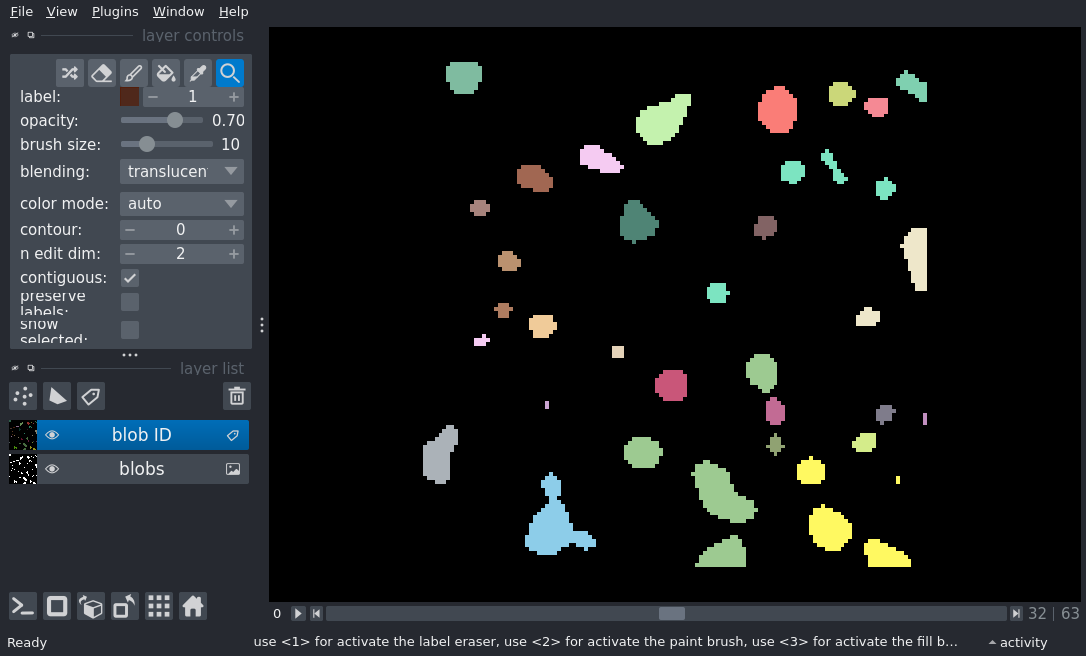 File View Plugins Window Help
layer controls
label: 1
opacity: 0.70
brush size: 10
blending: translucen
color mode: auto
contour: 0
n edit dim: 2
contiguous:
preserve
labels:
show
selected:
layer list
blob ID
blobs
0 32 63
Ready use <1> for activate the label eraser, use <2> for activate the paint brush, use <3> for activate the fill b... activity